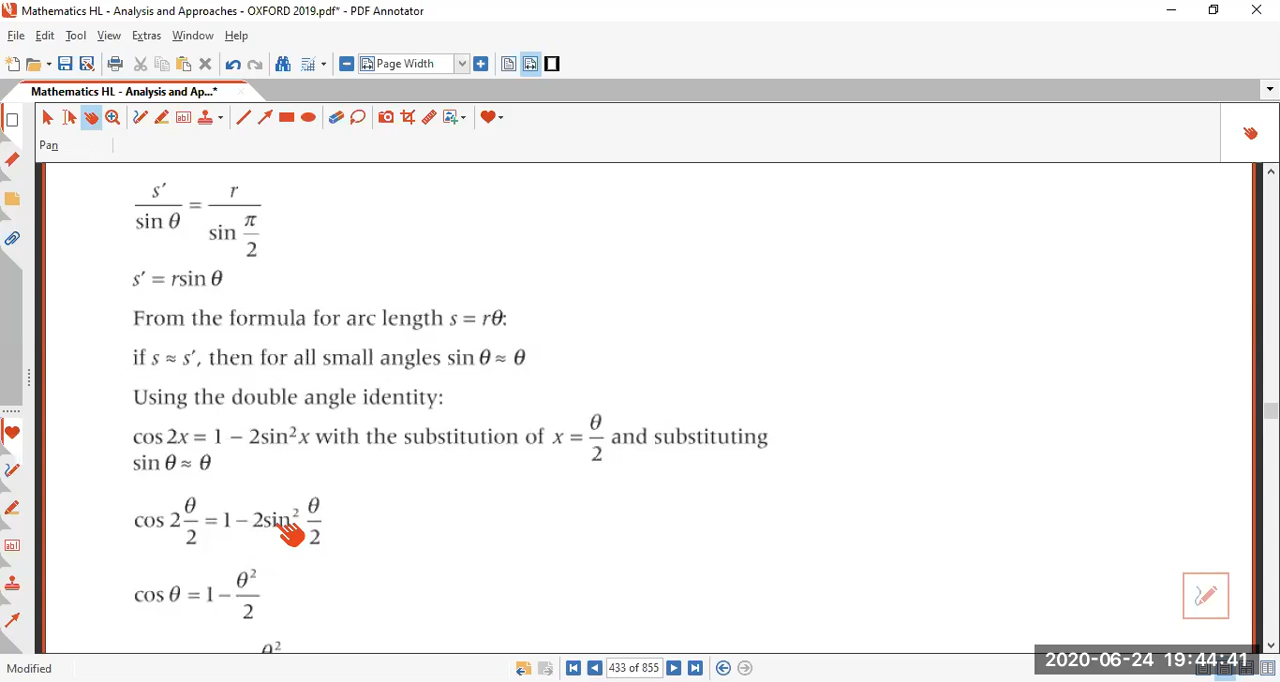 Mathematics HL - Analysis and Approaches - OXFORD 2019.pdf* - PDF Annotator
File Edit Tool View Extras Window Help
Page Width
Mathematics HL - Analysis and Ap...*
Pan
s′/sin θ = r/sin π/2
s′ = rsin θ
From the formula for arc length s = rθ:
if s ≈ s′, then for all small angles sin θ ≈ θ
Using the double angle identity:
cos 2x = 1 − 2sin²x with the substitution of x = θ/2 and substituting
sin θ ≈ θ
cos 2 θ/2 = 1 − 2sin² θ/2
cos θ = 1 − θ²/2
θ²
Modified
433 of 855
2020-06-24 19:44:41